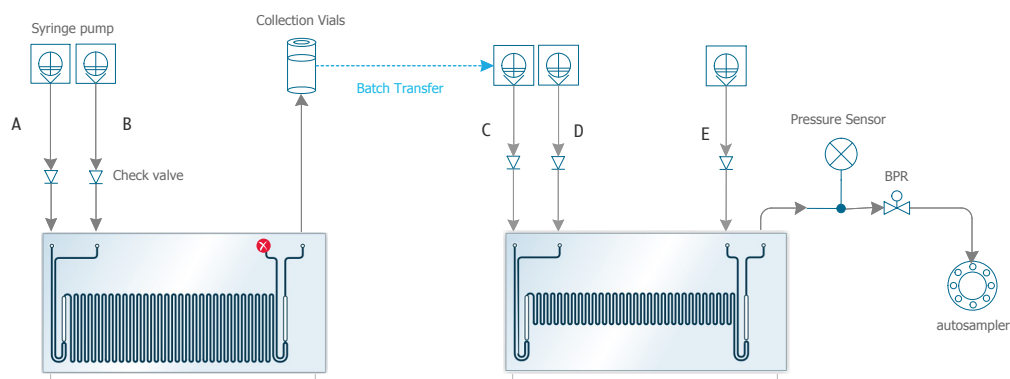 Syringe pump
Collection Vials
Batch Transfer
A
B
C
D
E
Pressure Sensor
Check valve
BPR
autosampler